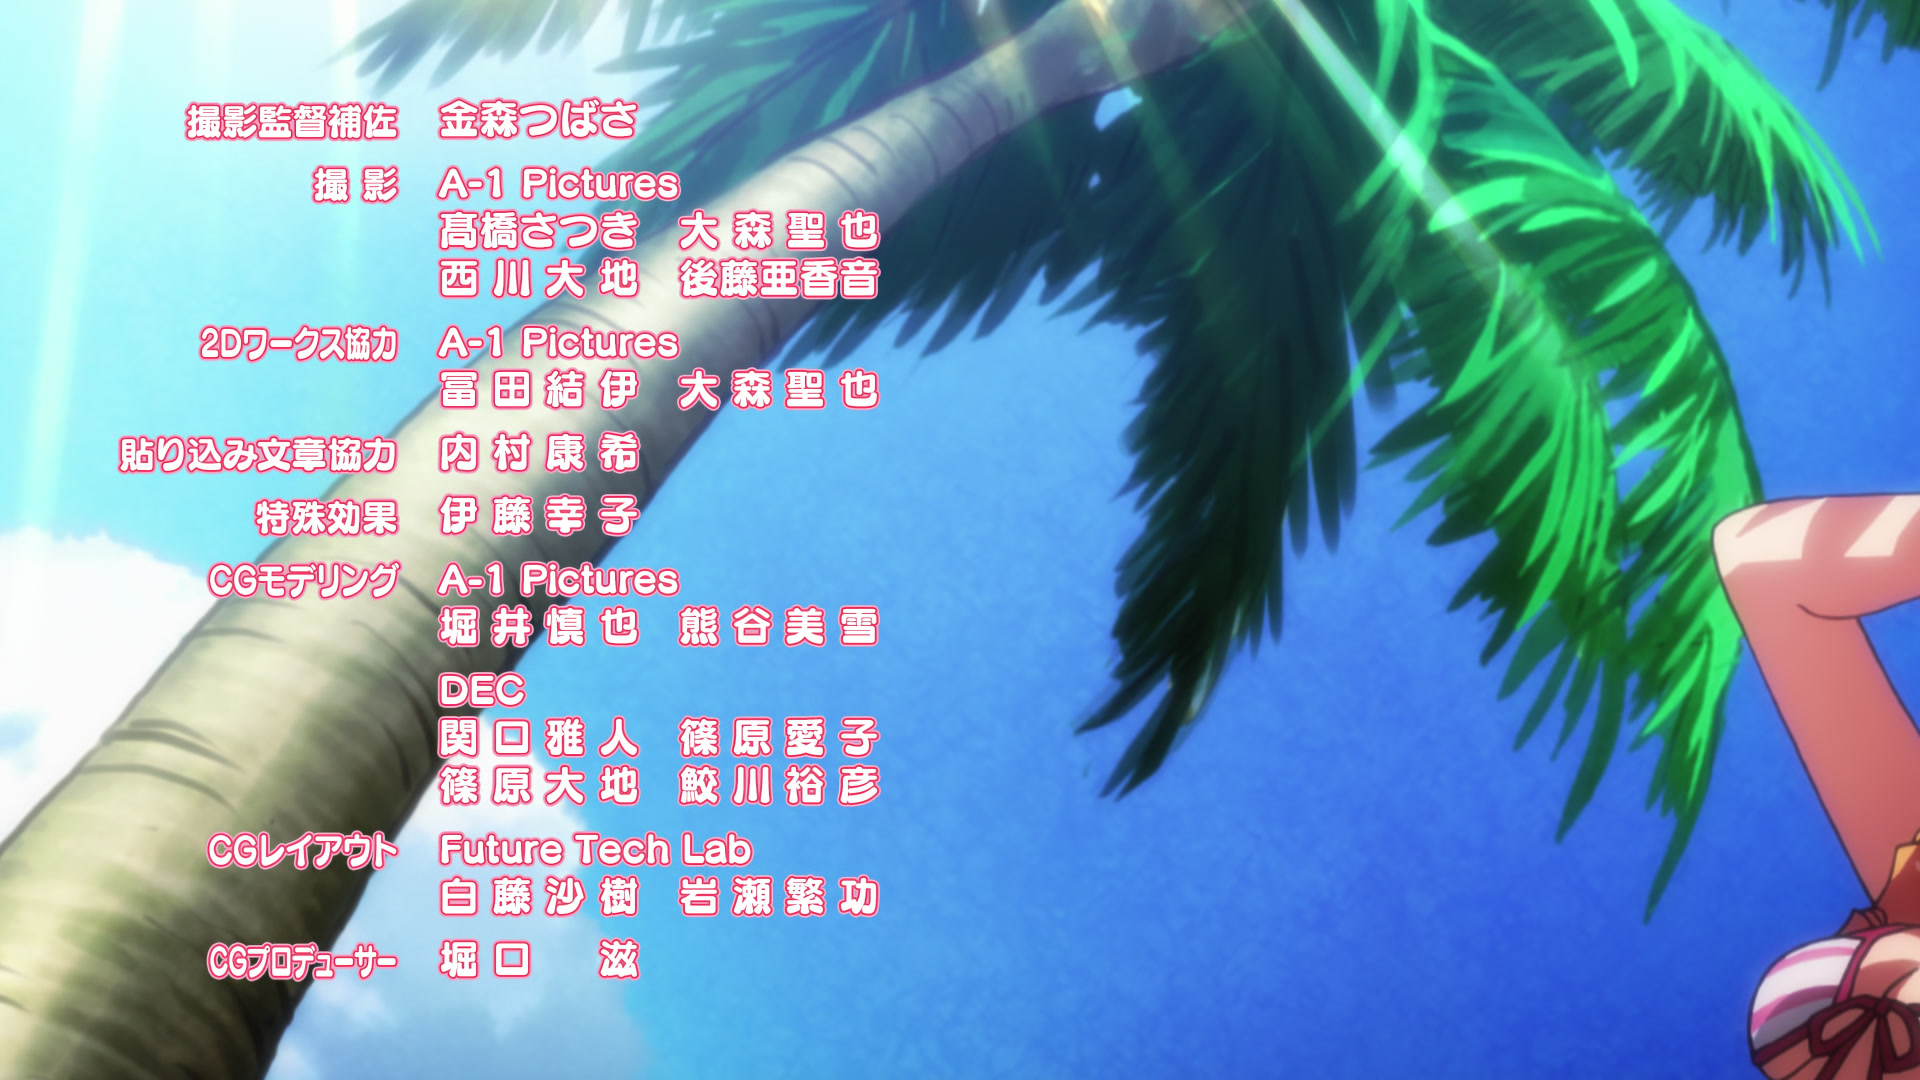 撮影監督補佐 金森つばさ
撮影 A-1 Pictures
髙橋さつき 大森聖也
西川大地 後藤亜香音
2Dワークス協力 A-1 Pictures
冨田結伊 大森聖也
貼り込み文章協力 内村康希
特殊効果 伊藤幸子
CGモデリング A-1 Pictures
堀井慎也 熊谷美雪
DEC
関口雅人 篠原愛子
篠原大地 鮫川裕彦
CGレイアウト Future Tech Lab
白藤沙樹 岩瀬繁功
CGプロデューサー 堀口 滋